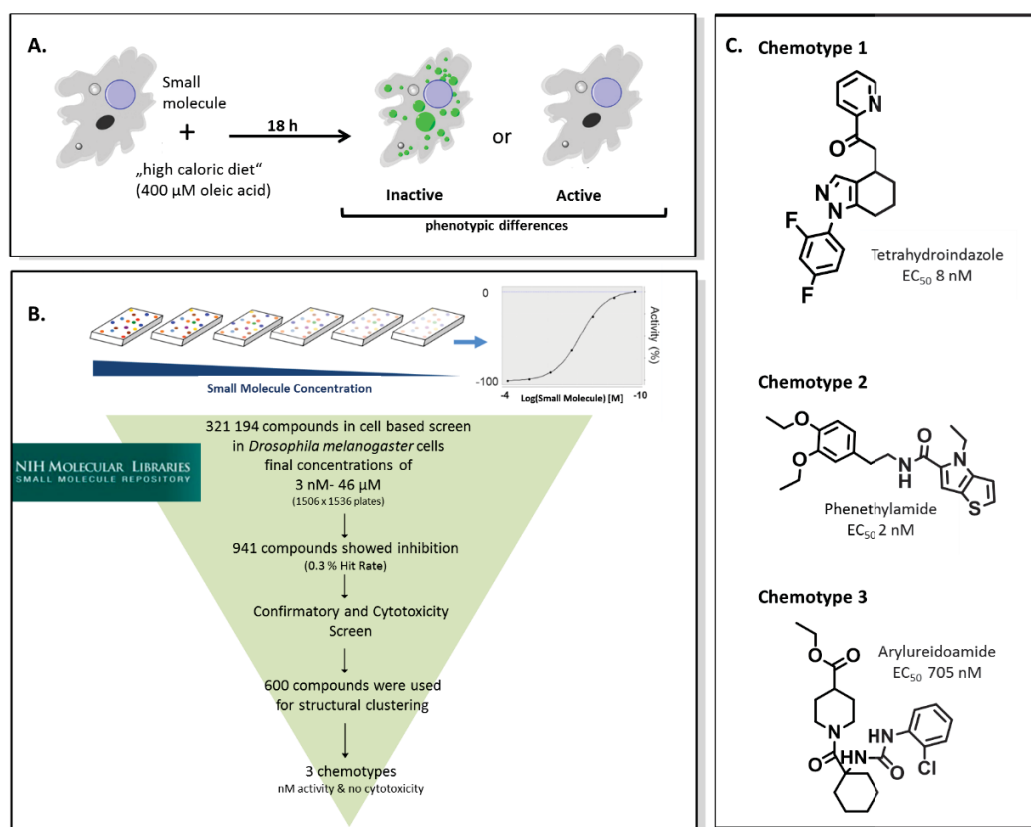 A.
Small
molecule
+
„high caloric diet“
(400 µM oleic acid)
18 h
or
Inactive
Active
phenotypic differences
B.
Small Molecule Concentration
0
-100
Activity (%)
-4
-10
Log(Small Molecule) [M]
321 194 compounds in cell based screen
in Drosophila melanogaster cells
final concentrations of
3 nM- 46 µM
(1506 x 1536 plates)
NIH MOLECULAR LIBRARIES
SMALL MOLECULE REPOSITORY
941 compounds showed inhibition
(0.3 % Hit Rate)
Confirmatory and Cytotoxicity
Screen
600 compounds were used
for structural clustering
3 chemotypes
nM activity & no cytotoxicity
C.
Chemotype 1
N
O
N
N
F
F
Tetrahydroindazole
EC50 8 nM
Chemotype 2
O
O
O
N
N
H
S
Phenethylamide
EC50 2 nM
Chemotype 3
O
O
Arylureidoamide
EC50 705 nM
N
HN
O
HN
O
Cl